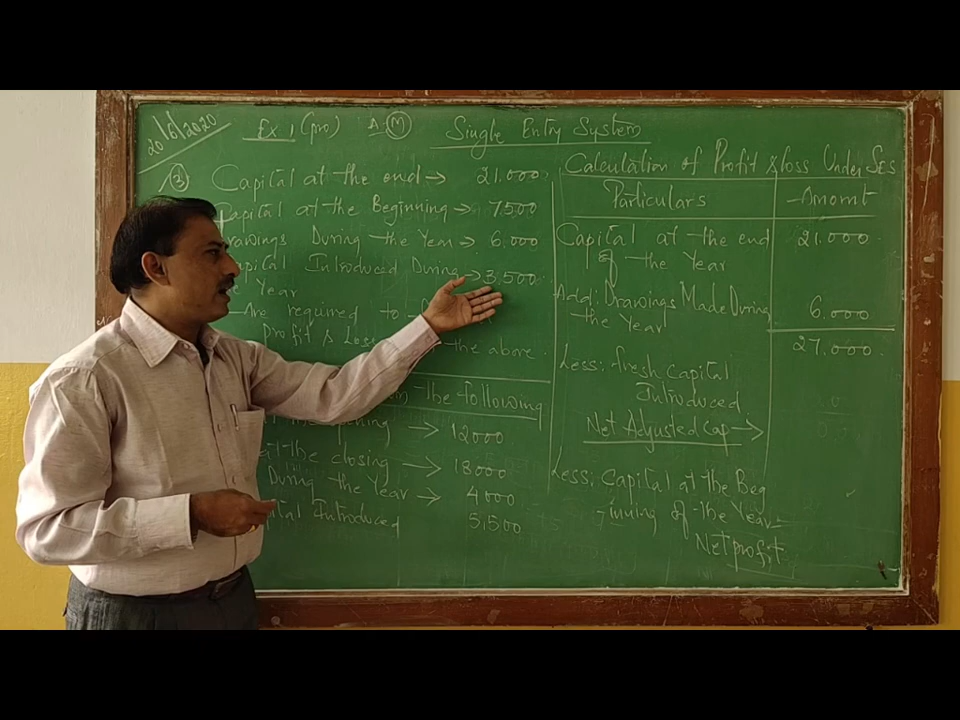 20/6/2020
Ex 1 (pro) A. M
Single Entry System
3
Capital at the end → 21.000
Capital at the Beginning → 7500
Drawings During the Year → 6.000
Capital Introduced During → 3.500
the Year
Are required to
Profit & Loss the above.
the following
opening → 12000
the closing → 18000
During the Year → 4000
Introduced 5,500
Calculation of Profit & loss Under SES
Particulars Amount
Capital at the end 21.000
of the Year
Add: Drawings Made During
the Year 6.000
27.000
Less: fresh Capital
Introduced
Net Adjusted Cap →
Less: Capital at the Beg
inning of the Year
Net profit